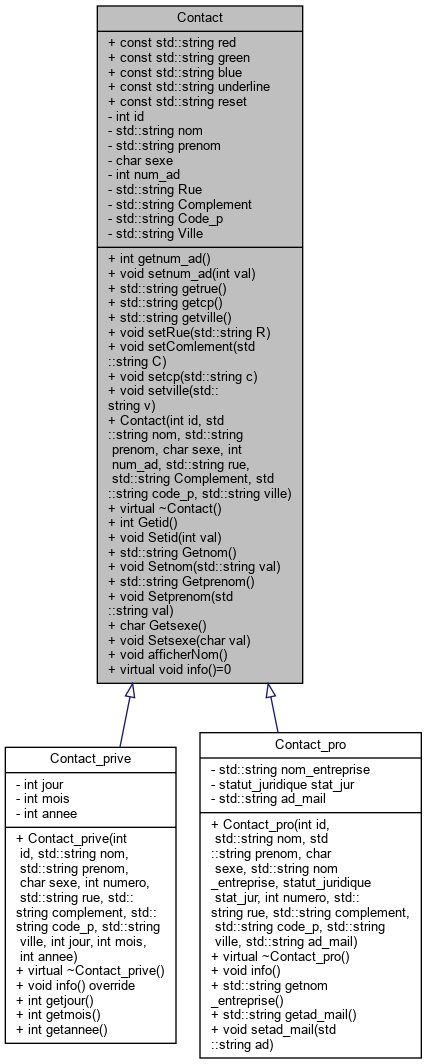 Contact
+ const std::string red
+ const std::string green
+ const std::string blue
+ const std::string underline
+ const std::string reset
- int id
- std::string nom
- std::string prenom
- char sexe
- int num_ad
- std::string Rue
- std::string Complement
- std::string Code_p
- std::string Ville
+ int getnum_ad()
+ void setnum_ad(int val)
+ std::string getrue()
+ std::string getcp()
+ std::string getville()
+ void setRue(std::string R)
+ void setComlement(std
::string C)
+ void setcp(std::string c)
+ void setville(std::
string v)
+ Contact(int id, std
::string nom, std::string
prenom, char sexe, int
num_ad, std::string rue,
std::string Complement, std
::string code_p, std::string ville)
+ virtual ~Contact()
+ int Getid()
+ void Setid(int val)
+ std::string Getnom()
+ void Setnom(std::string val)
+ std::string Getprenom()
+ void Setprenom(std
::string val)
+ char Getsexe()
+ void Setsexe(char val)
+ void afficherNom()
+ virtual void info()=0
Contact_prive
- int jour
- int mois
- int annee
+ Contact_prive(int
id, std::string nom,
std::string prenom,
char sexe, int numero,
std::string rue, std::
string complement, std::
string code_p, std::string
ville, int jour, int mois,
int annee)
+ virtual ~Contact_prive()
+ void info() override
+ int getjour()
+ int getmois()
+ int getannee()
Contact_pro
- std::string nom_entreprise
- statut_juridique stat_jur
- std::string ad_mail
+ Contact_pro(int id,
std::string nom, std
::string prenom, char
sexe, std::string nom
_entreprise, statut_juridique
stat_jur, int numero, std::
string rue, std::string complement,
std::string code_p, std::string
ville, std::string ad_mail)
+ virtual ~Contact_pro()
+ void info()
+ std::string getnom
_entreprise()
+ std::string getad_mail()
+ void setad_mail(std
::string ad)